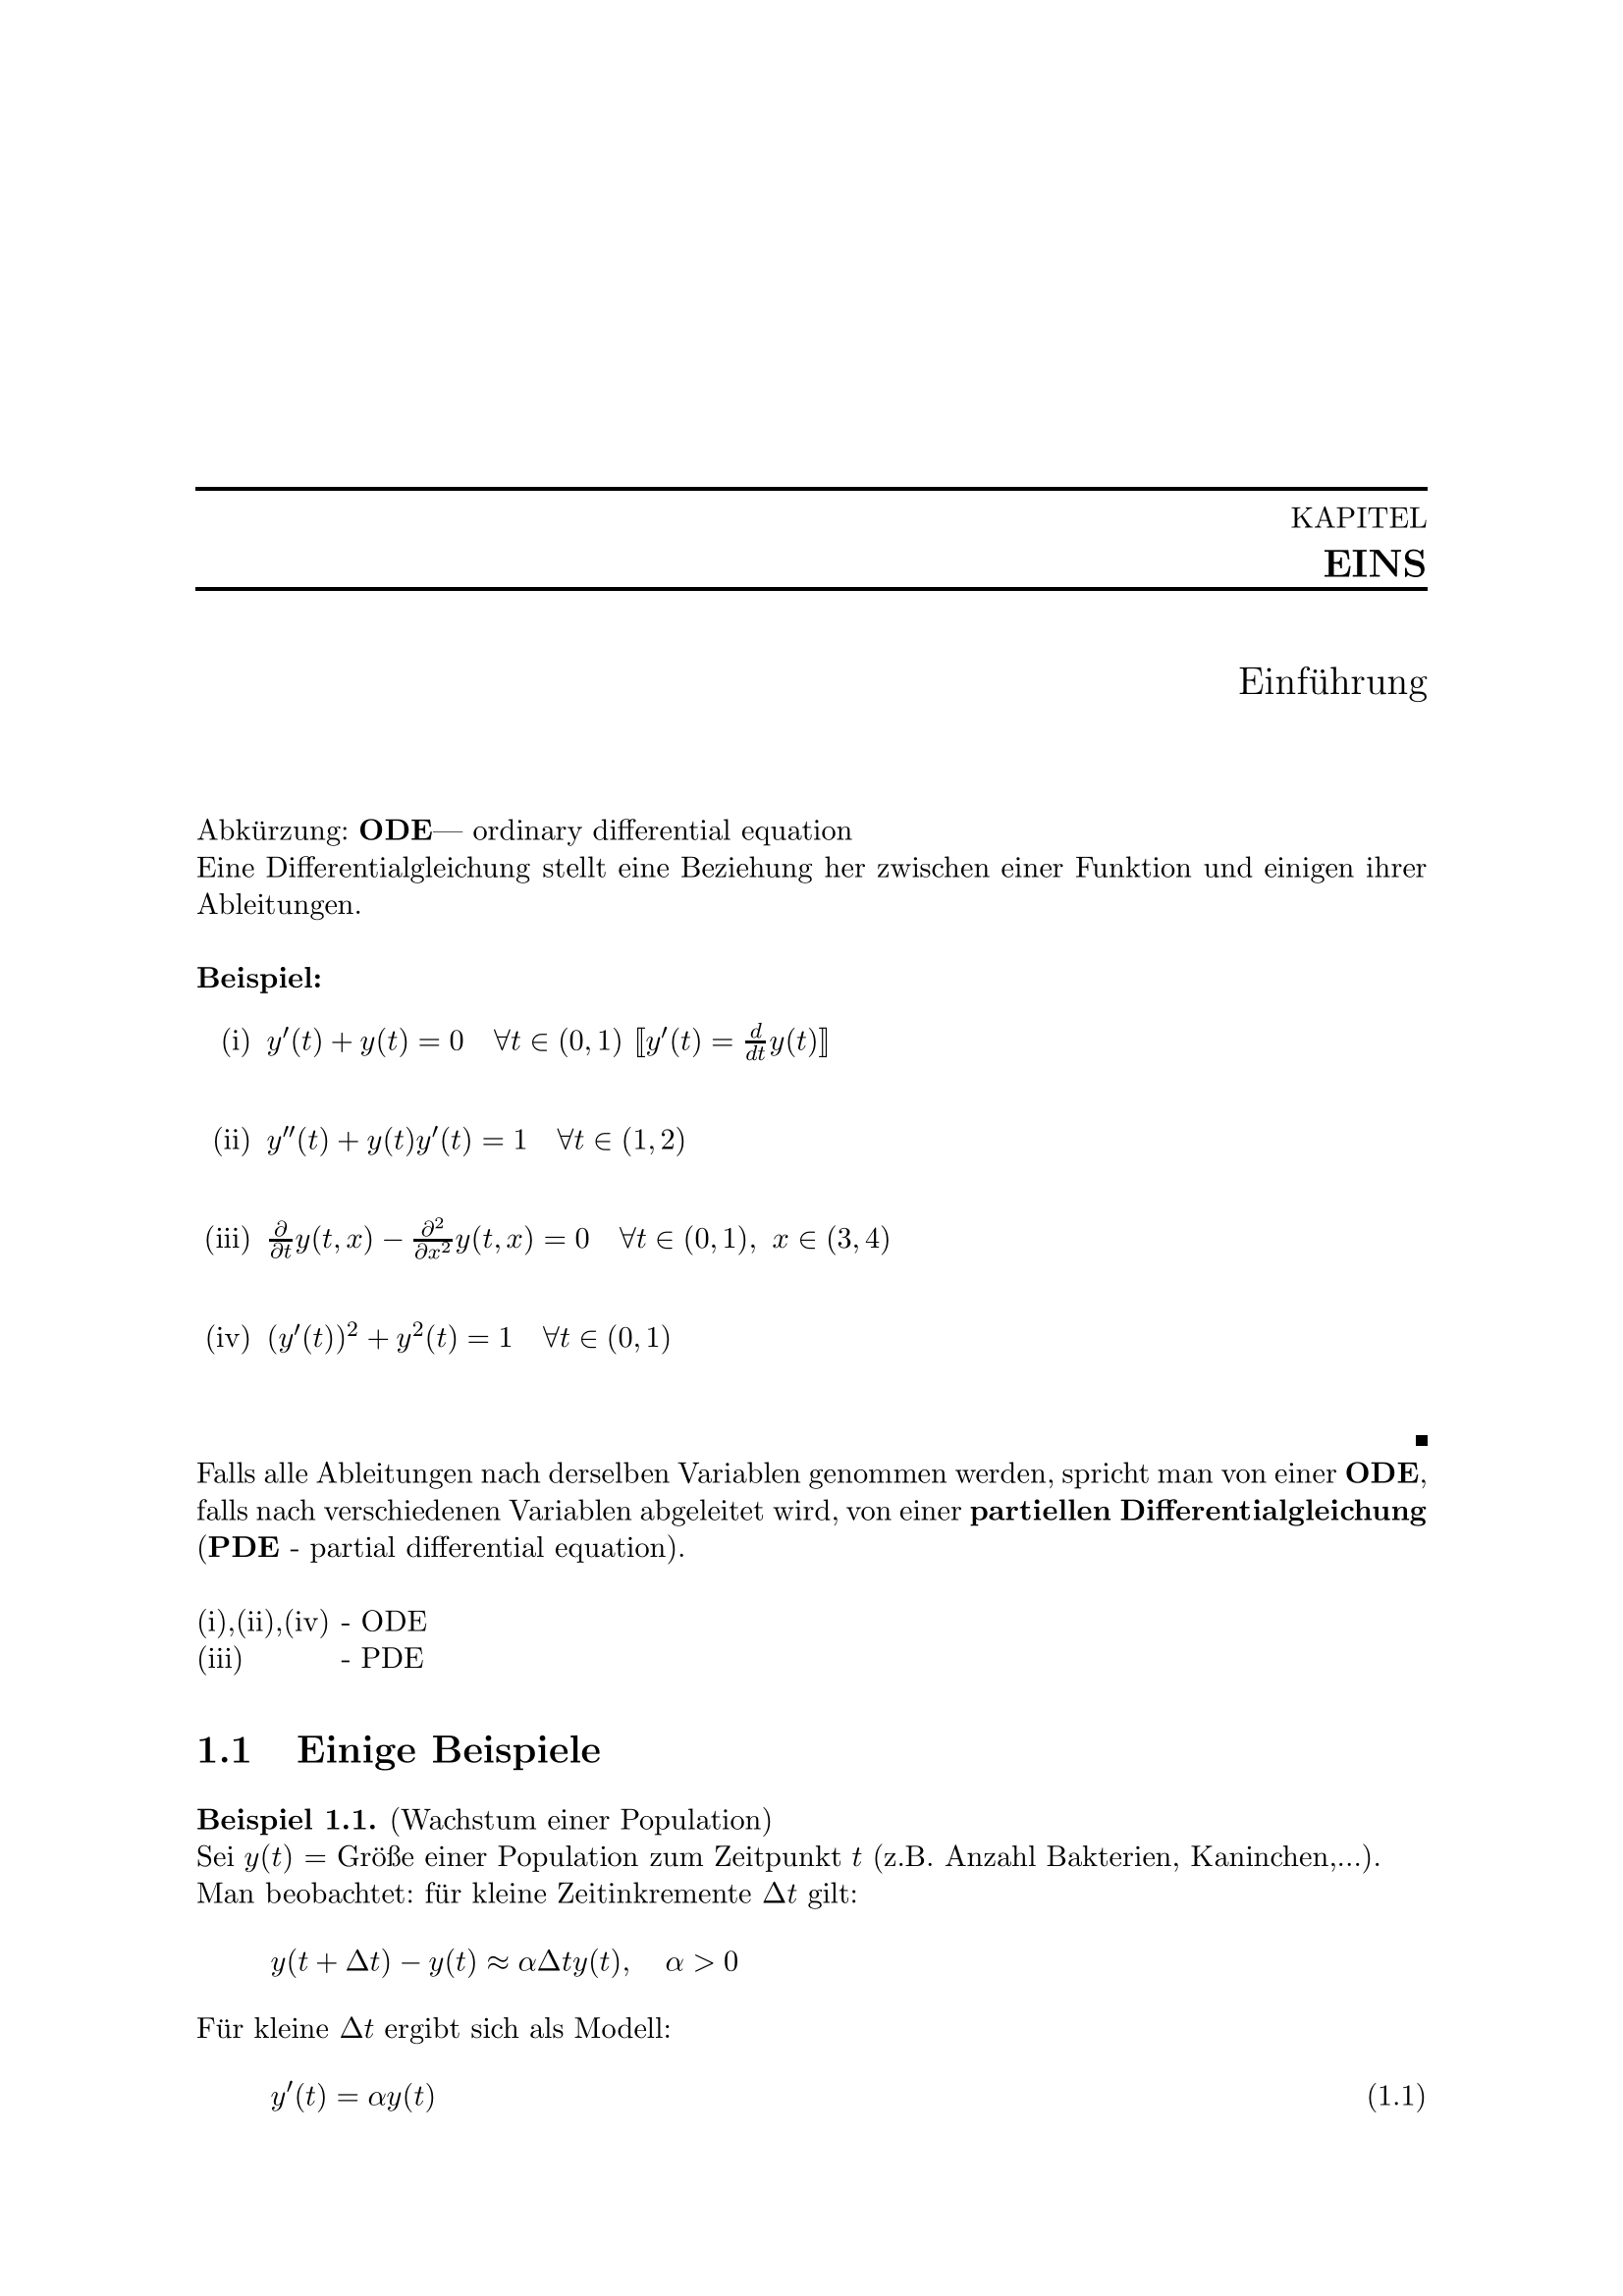 KAPITEL
EINS
Einführung
Abkürzung: ODE— ordinary differential equation
Eine Differentialgleichung stellt eine Beziehung her zwischen einer Funktion und einigen ihrer
Ableitungen.
Beispiel:
(i) $y'(t) + y(t) = 0 \quad \forall t \in (0, 1)$ ⟦$y'(t) = \frac{d}{dt}y(t)$⟧
(ii) $y''(t) + y(t)y'(t) = 1 \quad \forall t \in (1, 2)$
(iii) $\frac{\partial}{\partial t}y(t, x) - \frac{\partial^2}{\partial x^2}y(t, x) = 0 \quad \forall t \in (0, 1),\ x \in (3, 4)$
(iv) $(y'(t))^2 + y^2(t) = 1 \quad \forall t \in (0, 1)$
■
Falls alle Ableitungen nach derselben Variablen genommen werden, spricht man von einer ODE,
falls nach verschiedenen Variablen abgeleitet wird, von einer partiellen Differentialgleichung
(PDE - partial differential equation).
(i),(ii),(iv) - ODE
(iii) - PDE
1.1 Einige Beispiele
Beispiel 1.1. (Wachstum einer Population)
Sei $y(t)$ = Größe einer Population zum Zeitpunkt $t$ (z.B. Anzahl Bakterien, Kaninchen,...).
Man beobachtet: für kleine Zeitinkremente $\Delta t$ gilt:
$y(t + \Delta t) - y(t) \approx \alpha \Delta t y(t), \quad \alpha > 0$
Für kleine $\Delta t$ ergibt sich als Modell:
$y'(t) = \alpha y(t)$ (1.1)